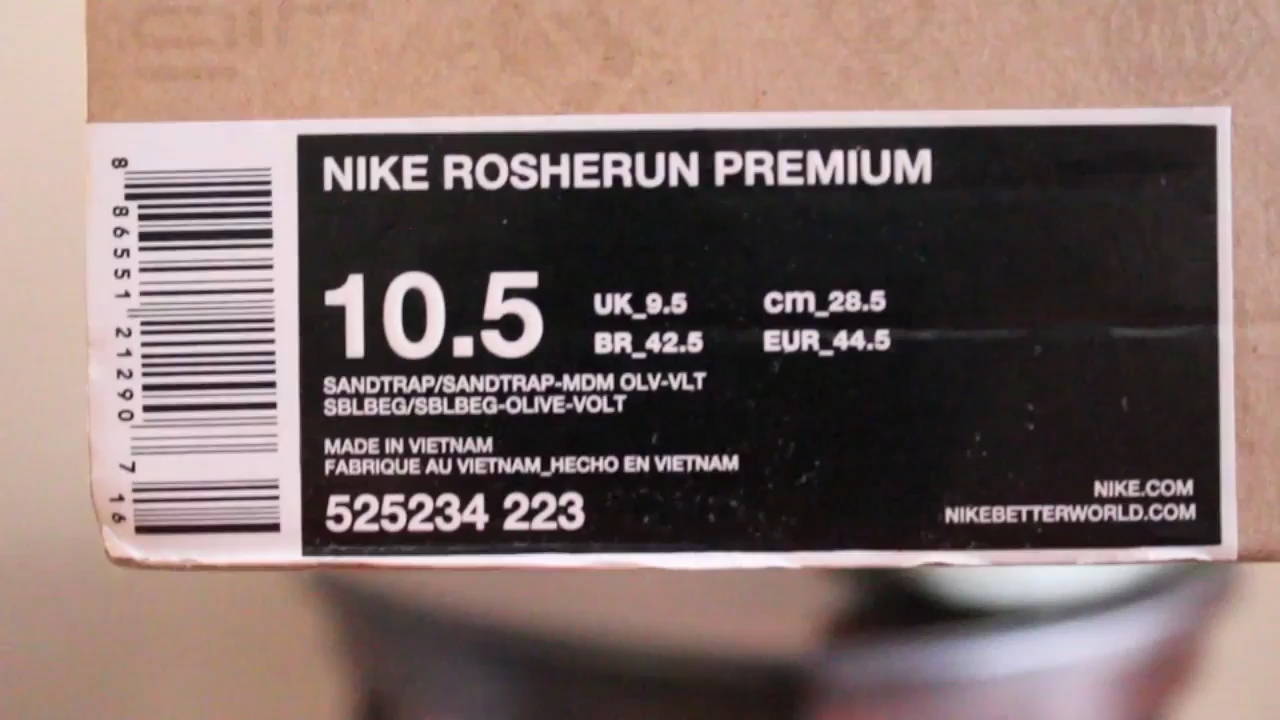 8 86551 21290 7 16
NIKE ROSHERUN PREMIUM
10.5 UK_9.5 cm_28.5
BR_42.5 EUR_44.5
SANDTRAP/SANDTRAP-MDM OLV-VLT
SBLBEG/SBLBEG-OLIVE-VOLT
MADE IN VIETNAM
FABRIQUE AU VIETNAM_HECHO EN VIETNAM
525234 223
NIKE.COM
NIKEBETTERWORLD.COM